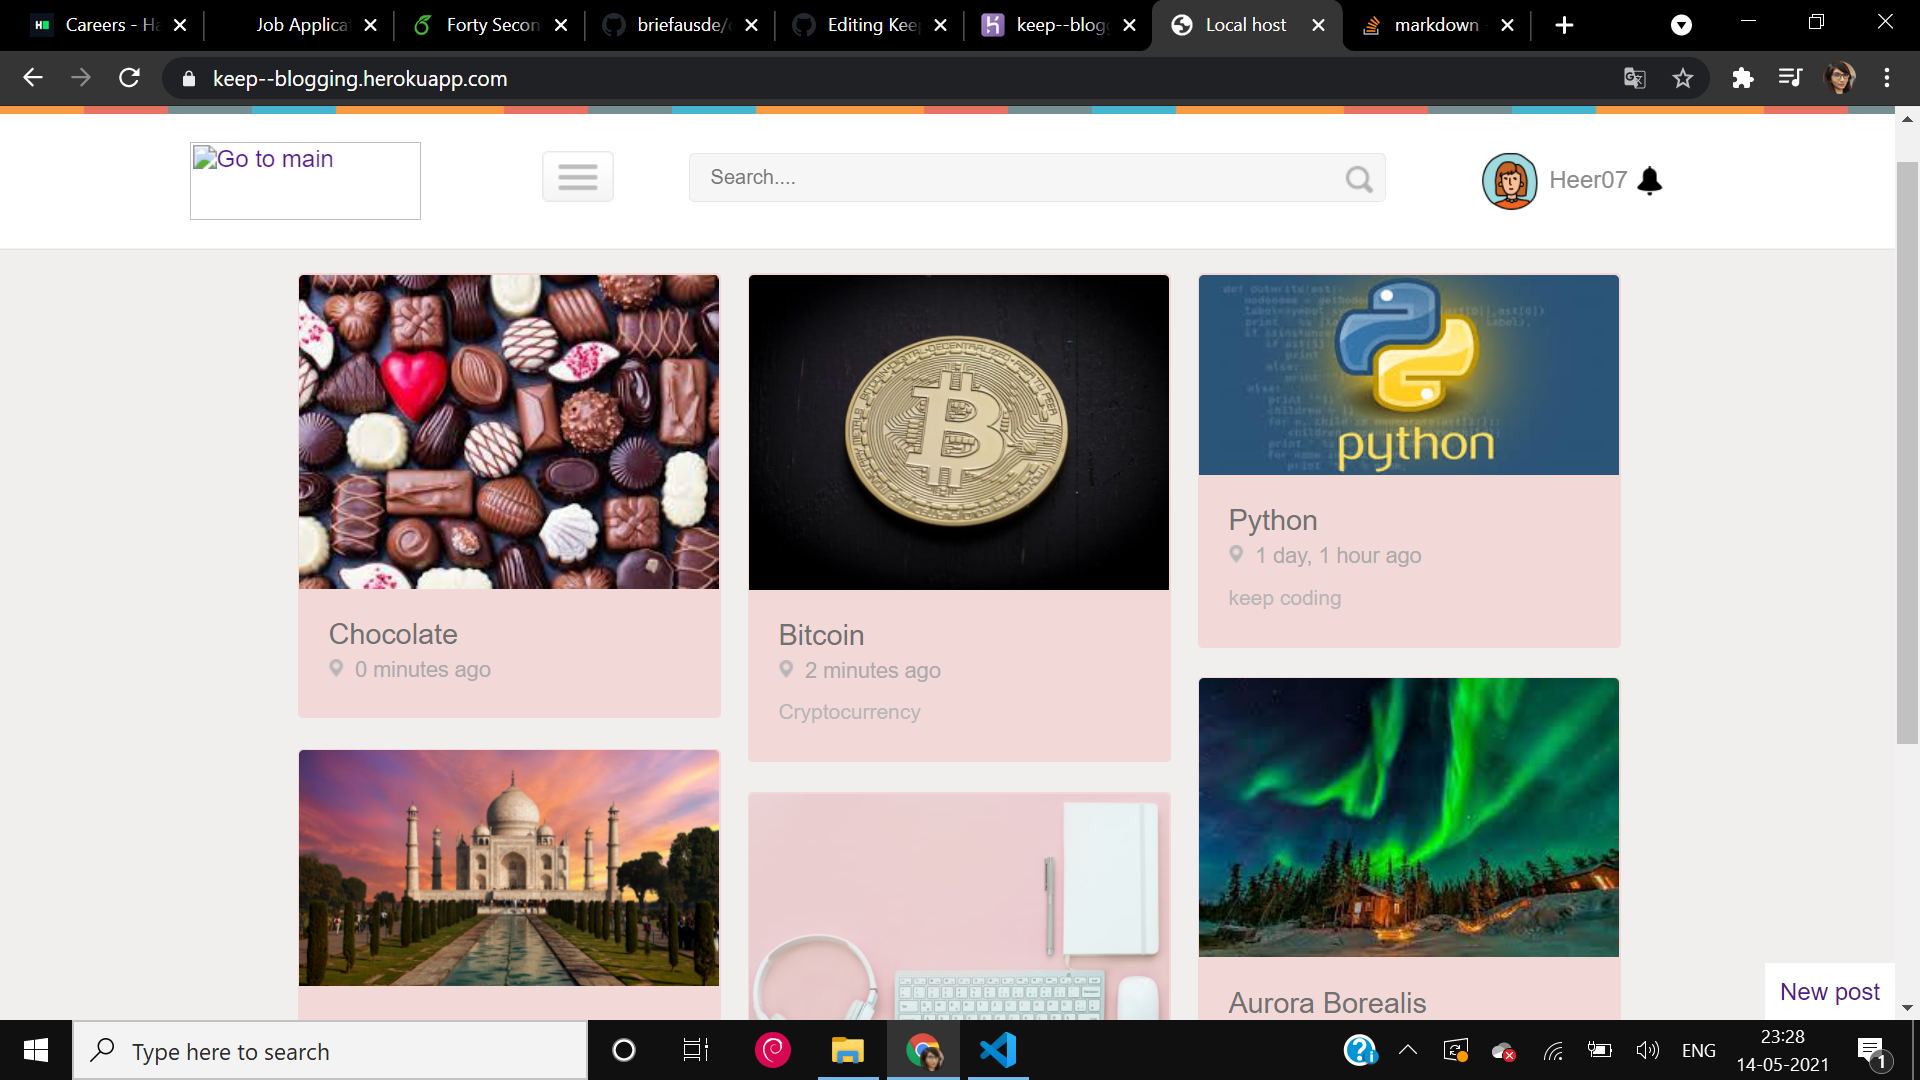 Careers - Ha
Job Applica
Forty Secon
briefausde/
Editing Kee
keep--blogg
Local host
markdown
keep--blogging.herokuapp.com
Go to main
Search....
Heer07
python
Python
1 day, 1 hour ago
keep coding
Chocolate
0 minutes ago
Bitcoin
2 minutes ago
Cryptocurrency
Aurora Borealis
New post
Type here to search
ENG
23:28
14-05-2021
1